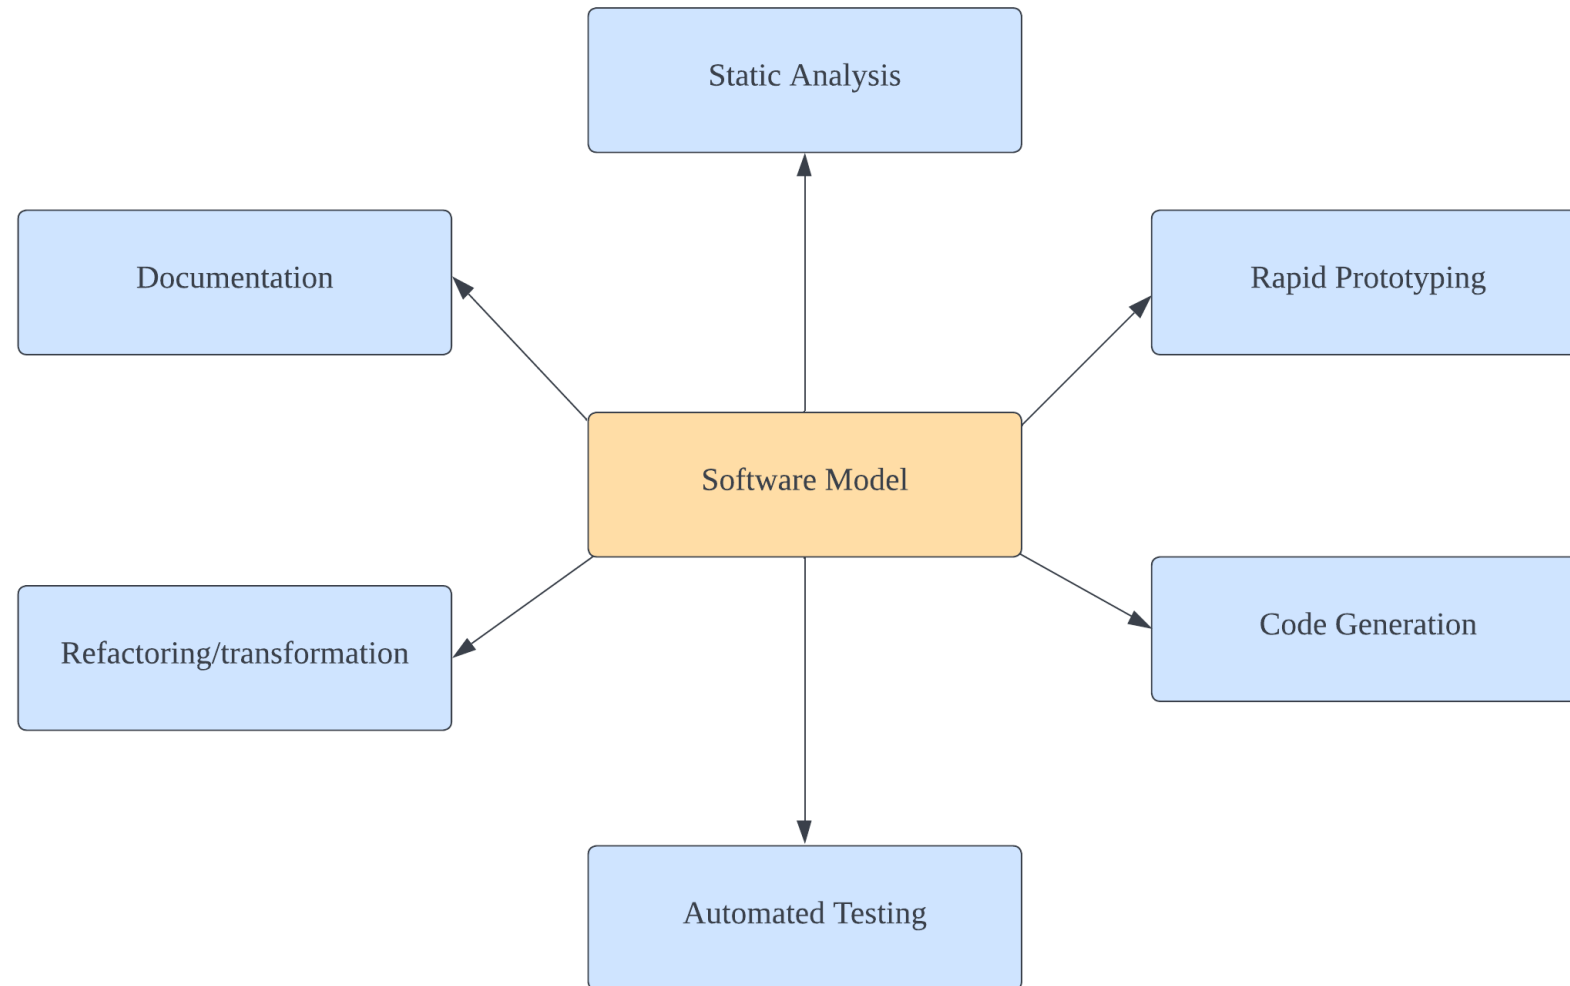 Static Analysis
Documentation
Rapid Prototyping
Software Model
Code Generation
Refactoring/transformation
Automated Testing